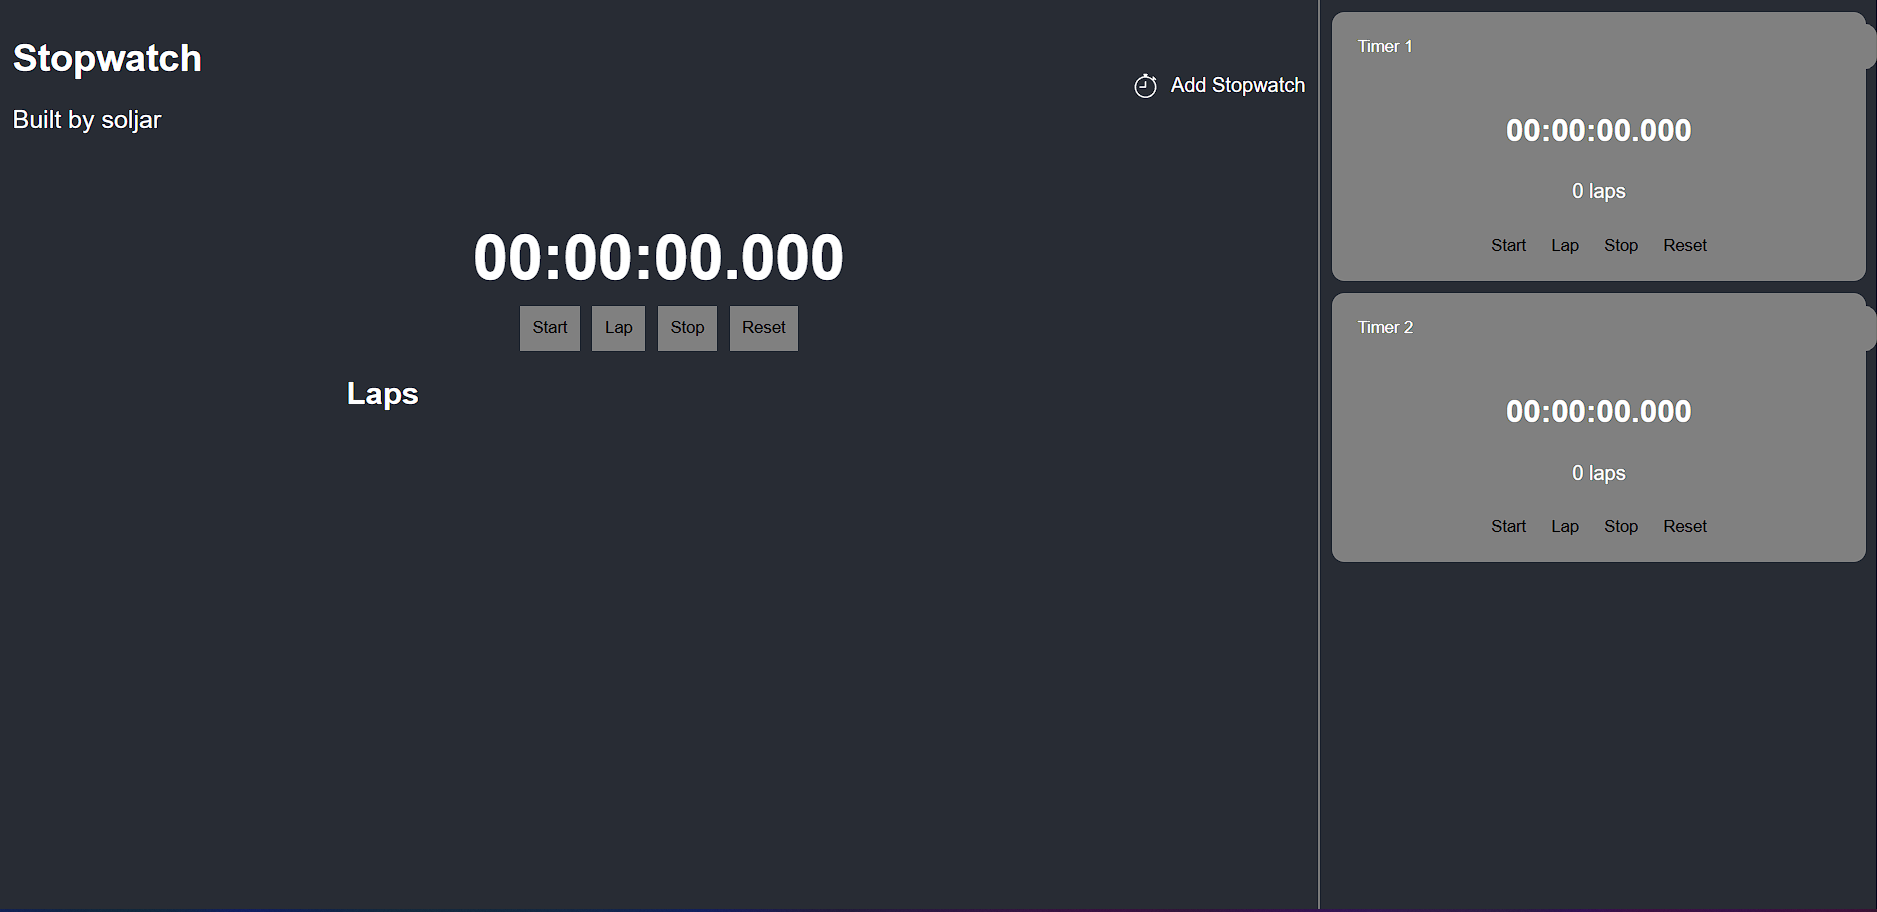 Stopwatch
Built by soljar
Add Stopwatch
00:00:00.000
Start Lap Stop Reset
Laps
Timer 1
00:00:00.000
0 laps
Start Lap Stop Reset
Timer 2
00:00:00.000
0 laps
Start Lap Stop Reset